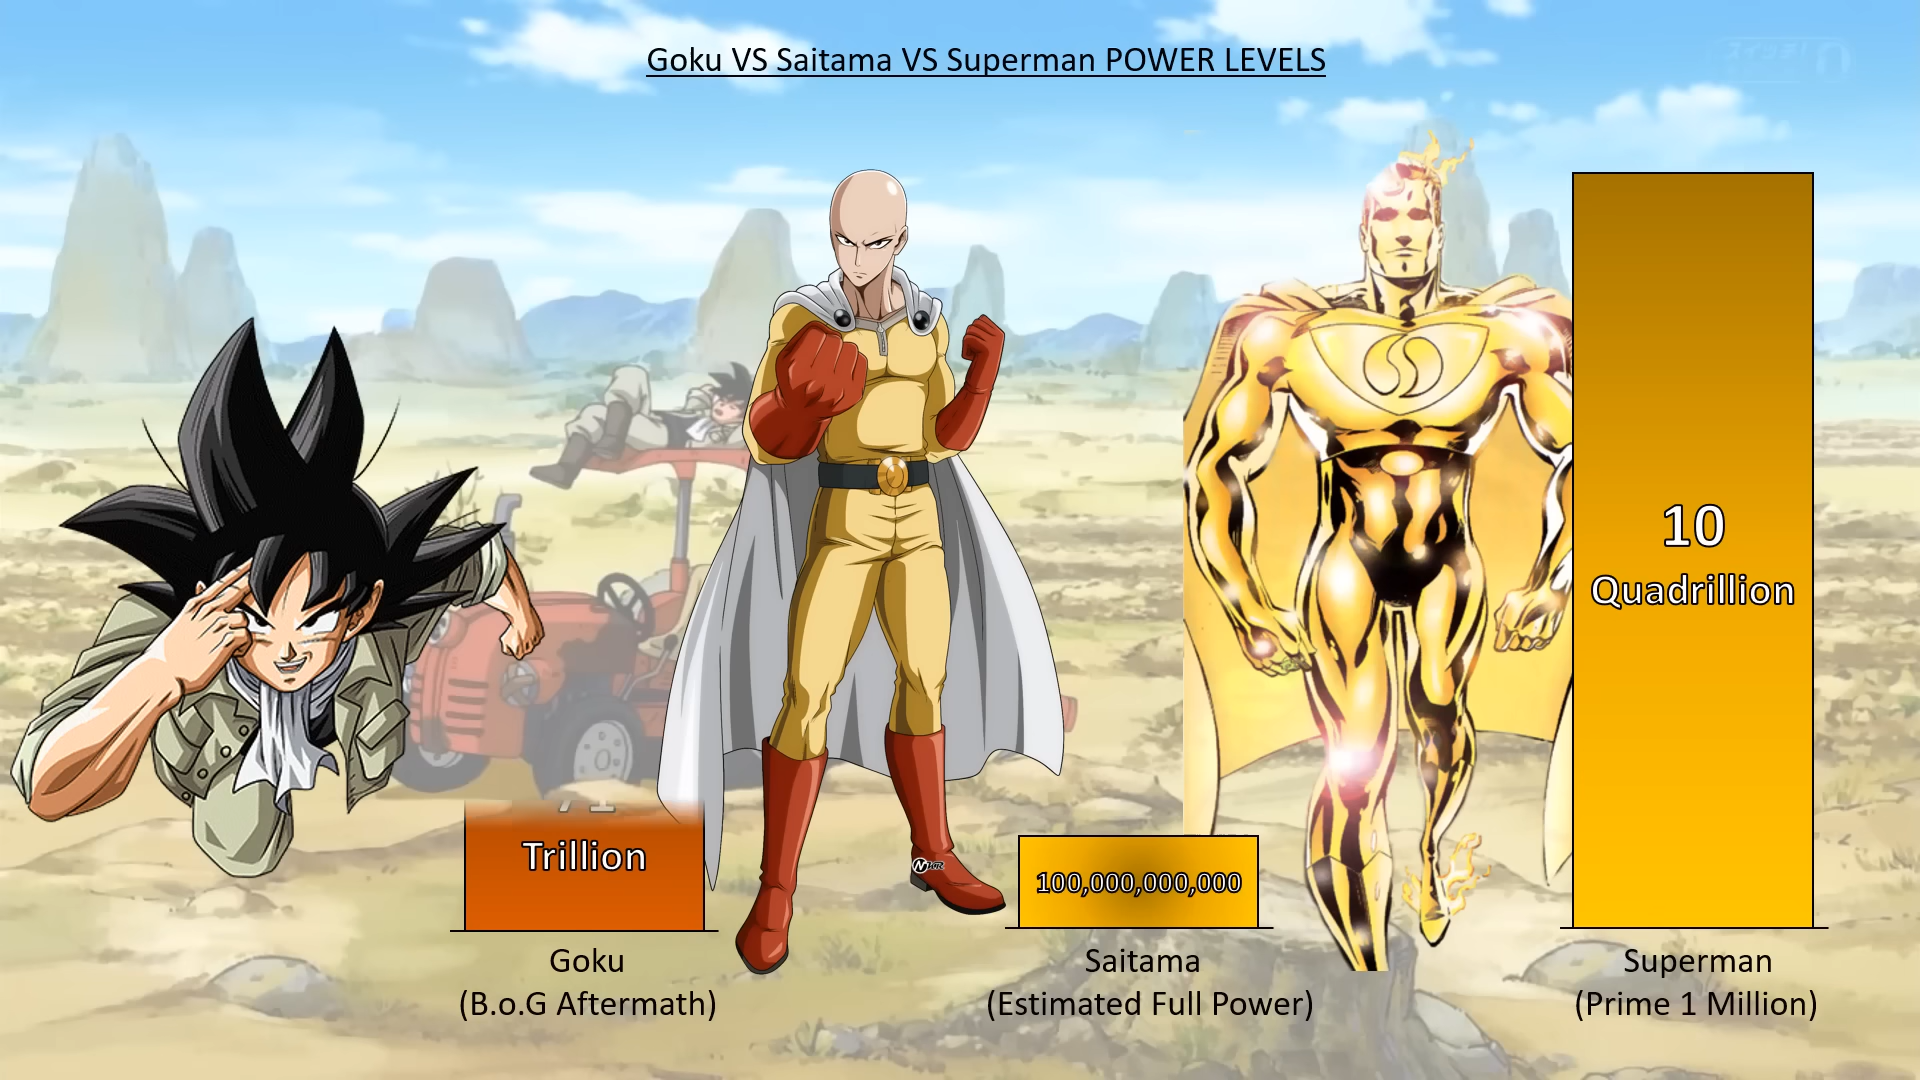 Goku VS Saitama VS Superman POWER LEVELS
Trillion
Goku
(B.o.G Aftermath)
100,000,000,000
Saitama
(Estimated Full Power)
10
Quadrillion
Superman
(Prime 1 Million)